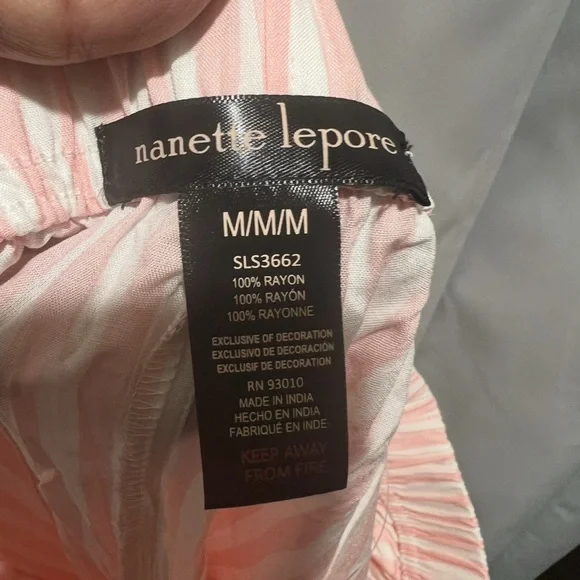 nanette lepore
M/M/M
SLS3662
100% RAYON
100% RAYÓN
100% RAYONNE
EXCLUSIVE OF DECORATION
EXCLUSIVO DE DECORACIÓN
EXCLUSIF DE DECORATION
RN 93010
MADE IN INDIA
HECHO EN INDIA
FABRIQUÉ EN INDE
KEEP AWAY
FROM FIRE